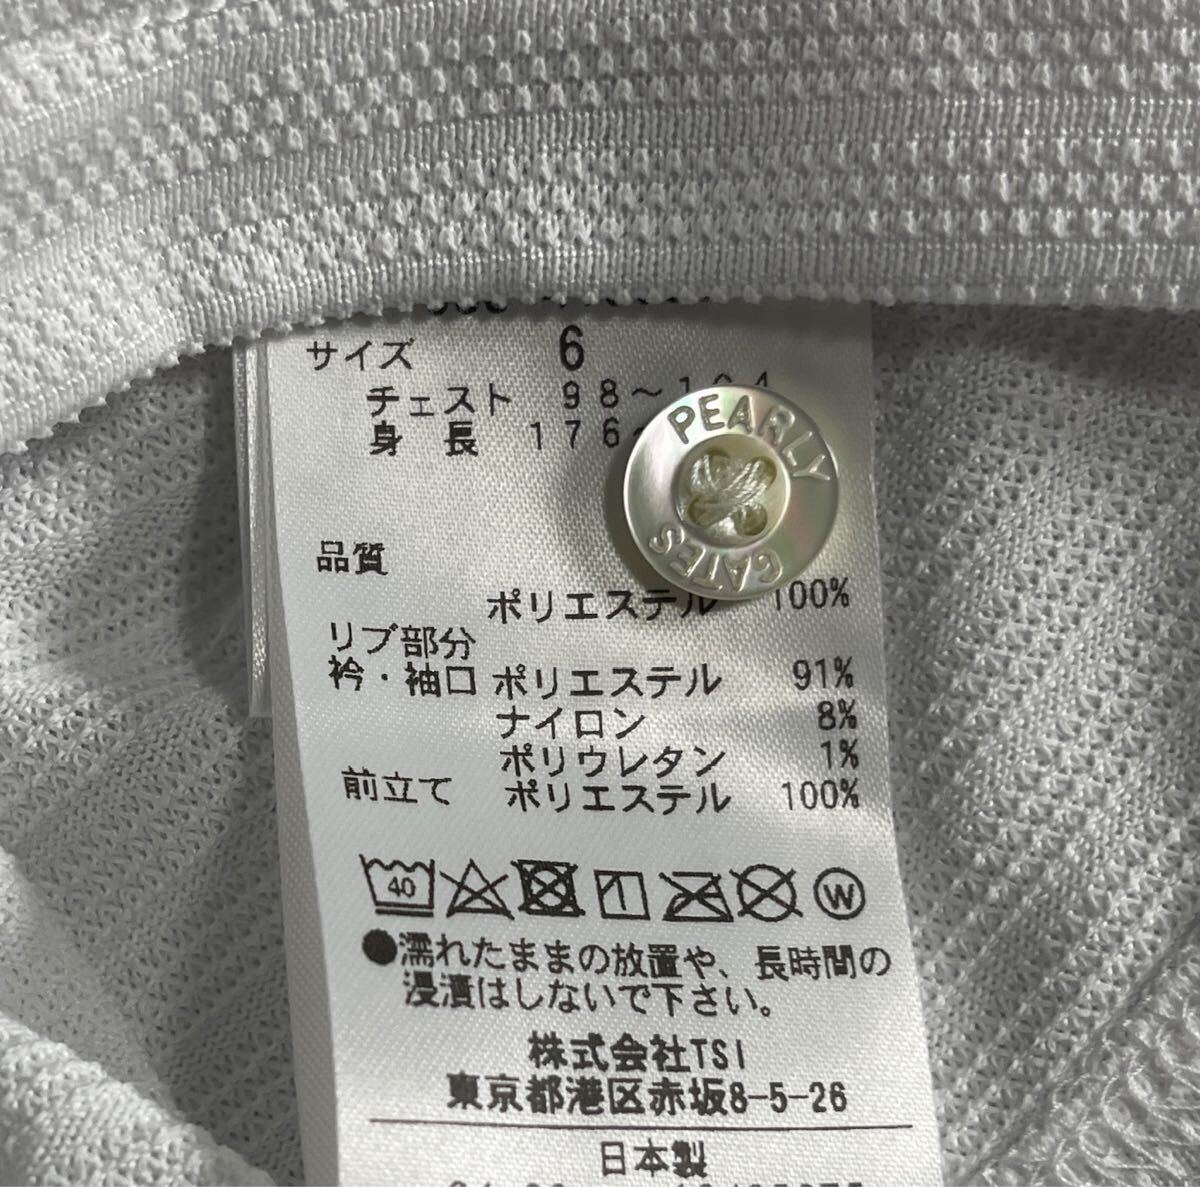 サイズ 6
チェスト 98～104
身 長 176
PEARLY
GATES
品質
ポリエステル 100%
リブ部分
衿・袖口 ポリエステル 91%
ナイロン 8%
ポリウレタン 1%
前立て ポリエステル 100%
40
W
●濡れたままの放置や、長時間の
浸漬はしないで下さい。
株式会社TSI
東京都港区赤坂8-5-26
日本製